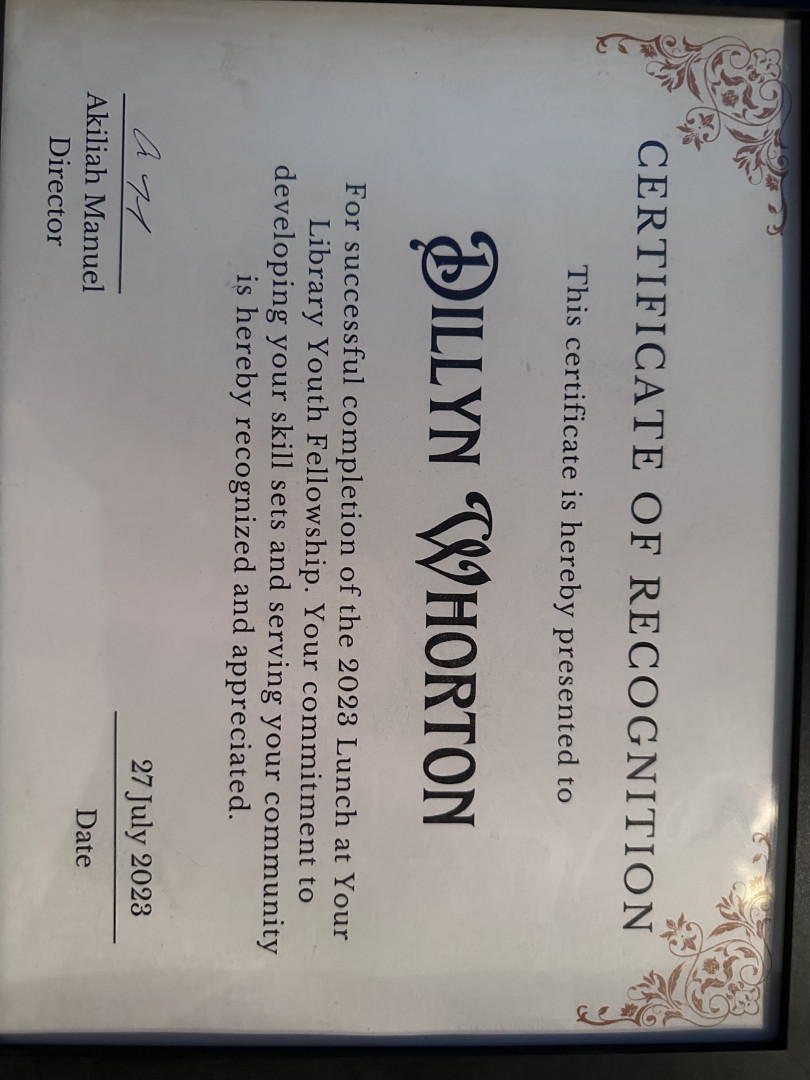 CERTIFICATE OF RECOGNITION
This certificate is hereby presented to
DILLYN WHORTON
For successful completion of the 2023 Lunch at Your
Library Youth Fellowship. Your commitment to
developing your skill sets and serving your community
is hereby recognized and appreciated.
Akiliah Manuel
Director
27 July 2023
Date